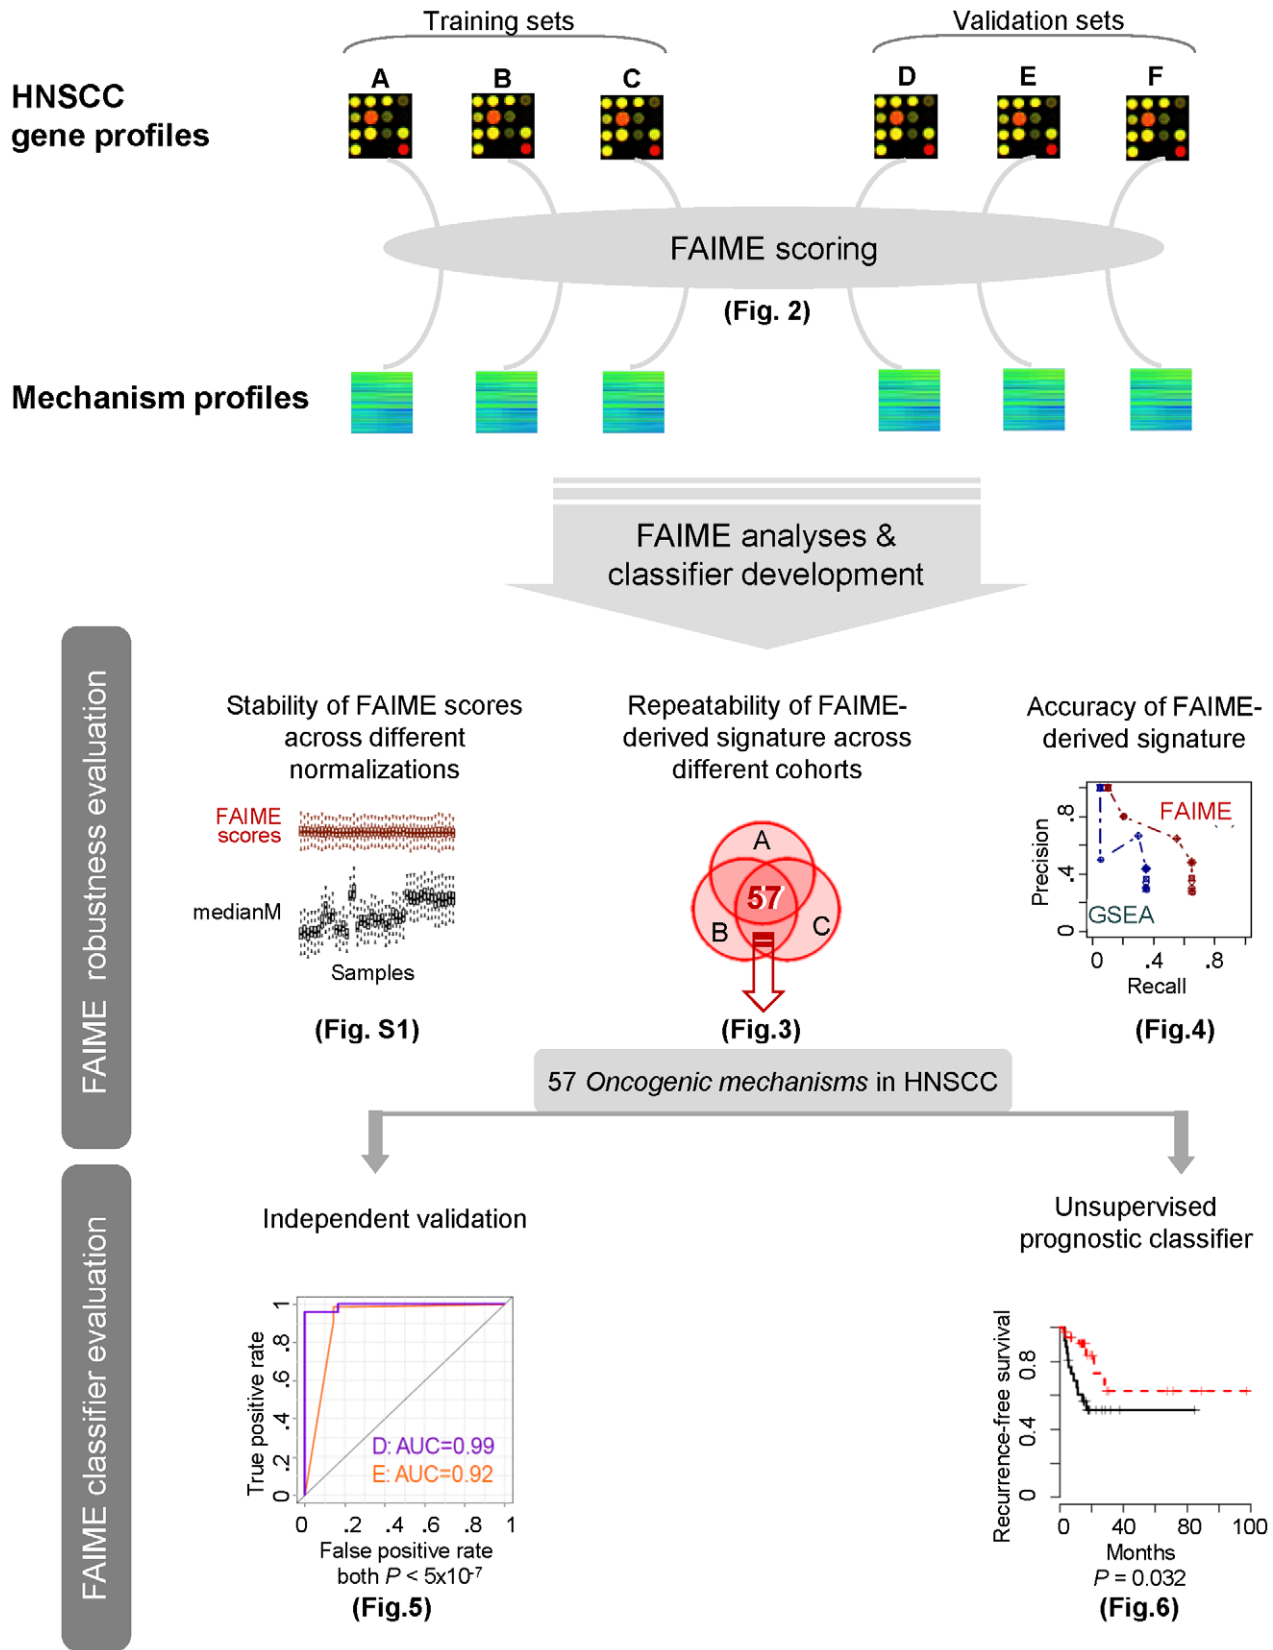 Training sets
Validation sets
A
B
C
D
E
F
HNSCC
gene profiles
FAIME scoring
(Fig. 2)
Mechanism profiles
FAIME analyses &
classifier development
FAIME robustness evaluation
Stability of FAIME scores
across different
normalizations
FAIME
scores
medianM
Samples
(Fig. S1)
Repeatability of FAIME-
derived signature across
different cohorts
A
57
B
C
(Fig.3)
Accuracy of FAIME-
derived signature
Precision
0 .4 .8
FAIME
GSEA
0 .4 .8
Recall
(Fig.4)
57 Oncogenic mechanisms in HNSCC
FAIME classifier evaluation
Independent validation
True positive rate
0 .2 .4 .6 .8 1
D: AUC=0.99
E: AUC=0.92
0 .2 .4 .6 .8 1
False positive rate
both P < 5x10⁻⁷
(Fig.5)
Unsupervised
prognostic classifier
Recurrence-free survival
0 0.4 0.8
0 40 80 100
Months
P = 0.032
(Fig.6)